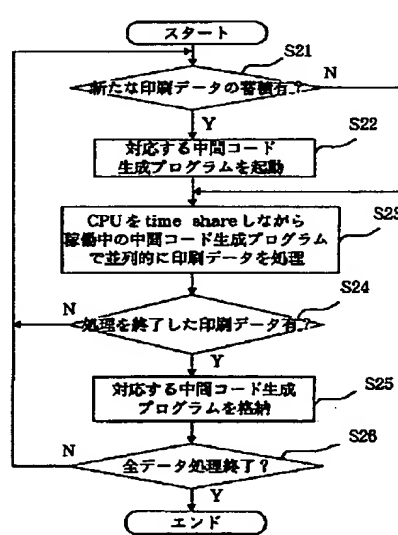 スタート
S21
新たな印刷データの蓄積有?
N
Y
S22
対応する中間コード
生成プログラムを起動
S23
CPUをtime shareしながら
稼働中の中間コード生成プログラム
で並列的に印刷データを処理
S24
N
処理を終了した印刷データ有?
Y
S25
対応する中間コード生成
プログラムを格納
S26
N
全データ処理終了?
Y
エンド